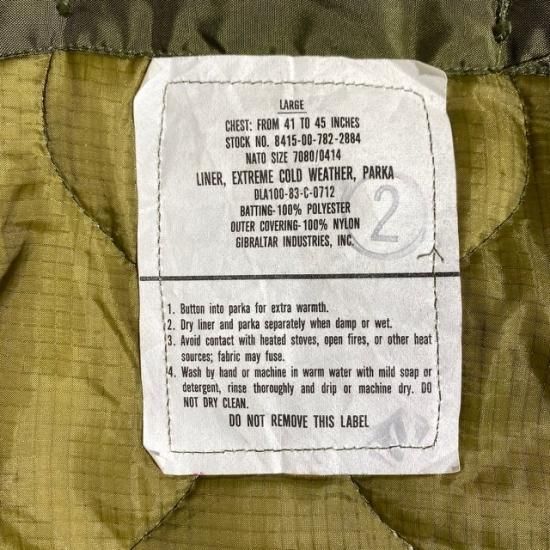 LARGE
CHEST: FROM 41 TO 45 INCHES
STOCK NO. 8415-00-782-2884
NATO SIZE 7080/0414
LINER, EXTREME COLD WEATHER, PARKA
DLA100-83-C-0712
BATTING-100% POLYESTER
OUTER COVERING-100% NYLON
GIBRALTAR INDUSTRIES, INC.
2
1. Button into parka for extra warmth.
2. Dry liner and parka separately when damp or wet.
3. Avoid contact with heated stoves, open fires, or other heat
sources; fabric may fuse.
4. Wash by hand or machine in warm water with mild soap or
detergent, rinse thoroughly and drip or machine dry. DO
NOT DRY CLEAN.
DO NOT REMOVE THIS LABEL